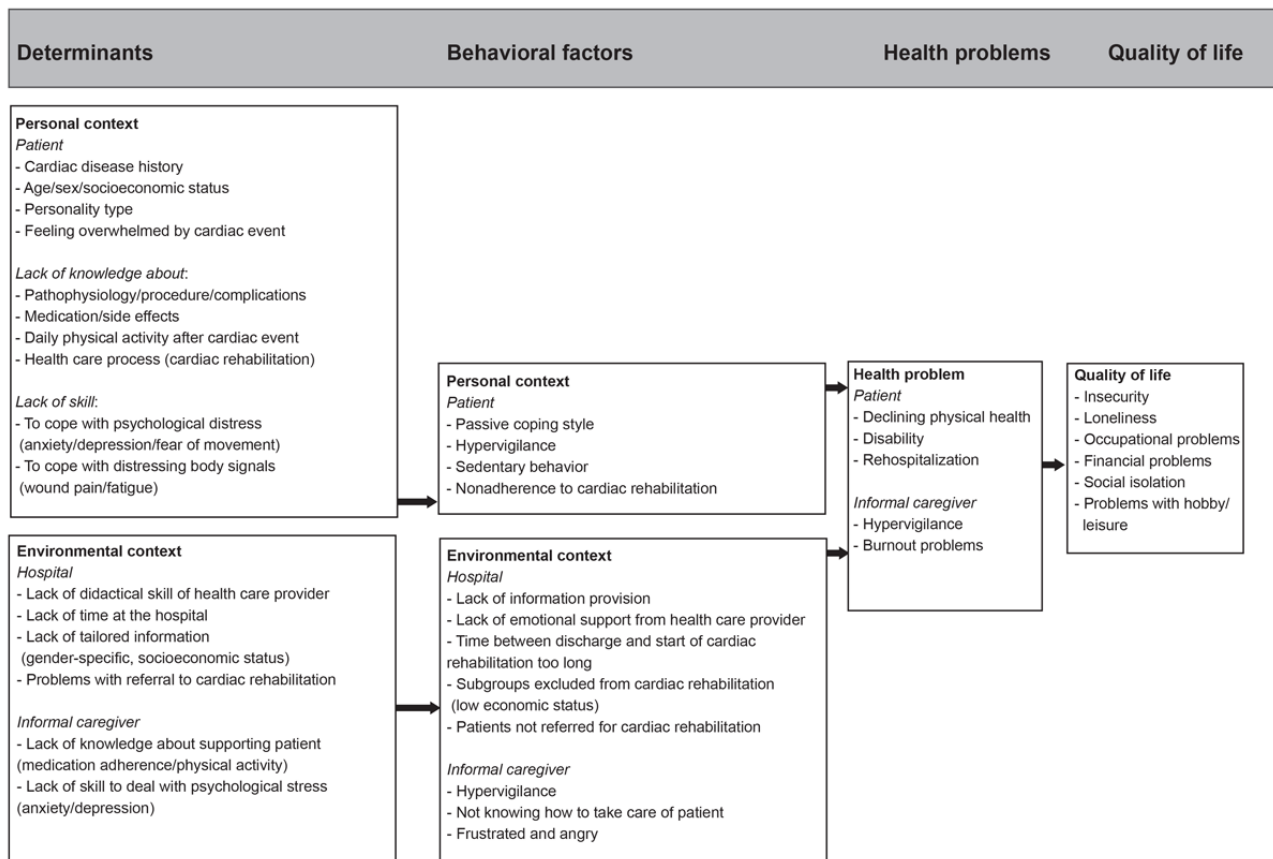 Determinants
Behavioral factors
Health problems
Quality of life
Personal context
Patient
- Cardiac disease history
- Age/sex/socioeconomic status
- Personality type
- Feeling overwhelmed by cardiac event
Lack of knowledge about:
- Pathophysiology/procedure/complications
- Medication/side effects
- Daily physical activity after cardiac event
- Health care process (cardiac rehabilitation)
Lack of skill:
- To cope with psychological distress
(anxiety/depression/fear of movement)
- To cope with distressing body signals
(wound pain/fatigue)
Environmental context
Hospital
- Lack of didactical skill of health care provider
- Lack of time at the hospital
- Lack of tailored information
(gender-specific, socioeconomic status)
- Problems with referral to cardiac rehabilitation
Informal caregiver
- Lack of knowledge about supporting patient
(medication adherence/physical activity)
- Lack of skill to deal with psychological stress
(anxiety/depression)
Personal context
Patient
- Passive coping style
- Hypervigilance
- Sedentary behavior
- Nonadherence to cardiac rehabilitation
Environmental context
Hospital
- Lack of information provision
- Lack of emotional support from health care provider
- Time between discharge and start of cardiac
rehabilitation too long
- Subgroups excluded from cardiac rehabilitation
(low economic status)
- Patients not referred for cardiac rehabilitation
Informal caregiver
- Hypervigilance
- Not knowing how to take care of patient
- Frustrated and angry
Health problem
Patient
- Declining physical health
- Disability
- Rehospitalization
Informal caregiver
- Hypervigilance
- Burnout problems
Quality of life
- Insecurity
- Loneliness
- Occupational problems
- Financial problems
- Social isolation
- Problems with hobby/
leisure